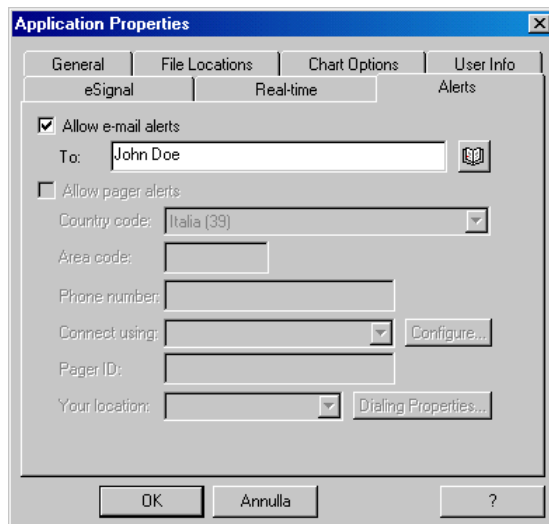 Application Properties
General File Locations Chart Options User Info
eSignal Real-time Alerts
Allow e-mail alerts
To: John Doe
Allow pager alerts
Country code: Italia (39)
Area code:
Phone number:
Connect using: Configure...
Pager ID:
Your location: Dialing Properties...
OK Annulla ?